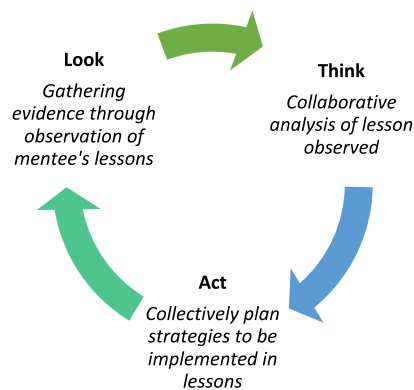 Look
Gathering
evidence through
observation of
mentee's lessons
Think
Collaborative
analysis of lesson
observed
Act
Collectively plan
strategies to be
implemented in
lessons